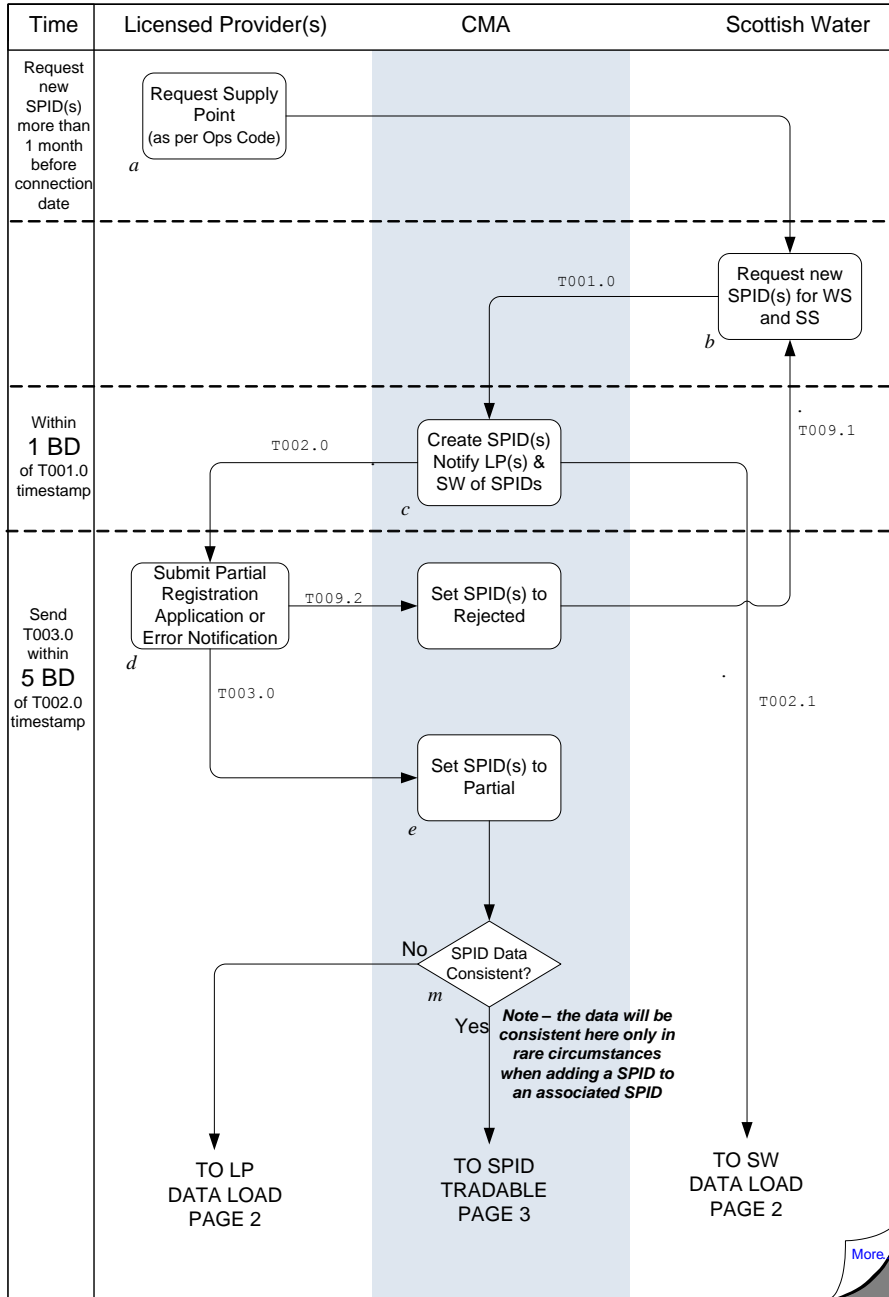 Time
Licensed Provider(s)
CMA
Scottish Water
Request
new
SPID(s)
more than
1 month
before
connection
date
Request Supply
Point
(as per Ops Code)
a
Request new
SPID(s) for WS
and SS
b
T001.0
Within
1 BD
of T001.0
timestamp
T002.0
Create SPID(s)
Notify LP(s) &
SW of SPIDs
c
T009.1
Send
T003.0
within
5 BD
of T002.0
timestamp
Submit Partial
Registration
Application or
Error Notification
d
T009.2
Set SPID(s) to
Rejected
T003.0
T002.1
Set SPID(s) to
Partial
e
No
SPID Data
Consistent?
m
Yes
Note – the data will be
consistent here only in
rare circumstances
when adding a SPID to
an associated SPID
TO LP
DATA LOAD
PAGE 2
TO SPID
TRADABLE
PAGE 3
TO SW
DATA LOAD
PAGE 2
More.